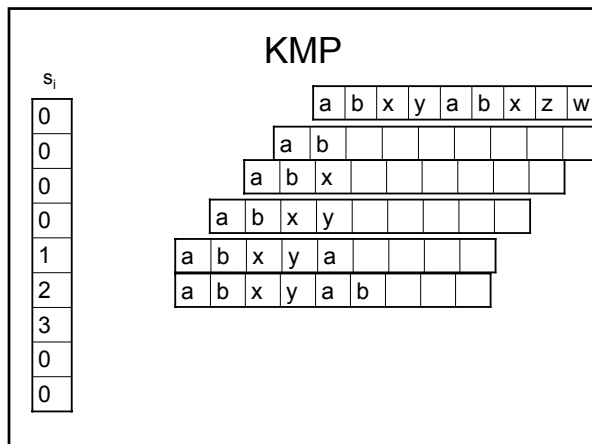 KMP
s_i
a b x y a b x z w
0
0
a b
0
a b x
0
a b x y
1
a b x y a
2
a b x y a b
3
0
0